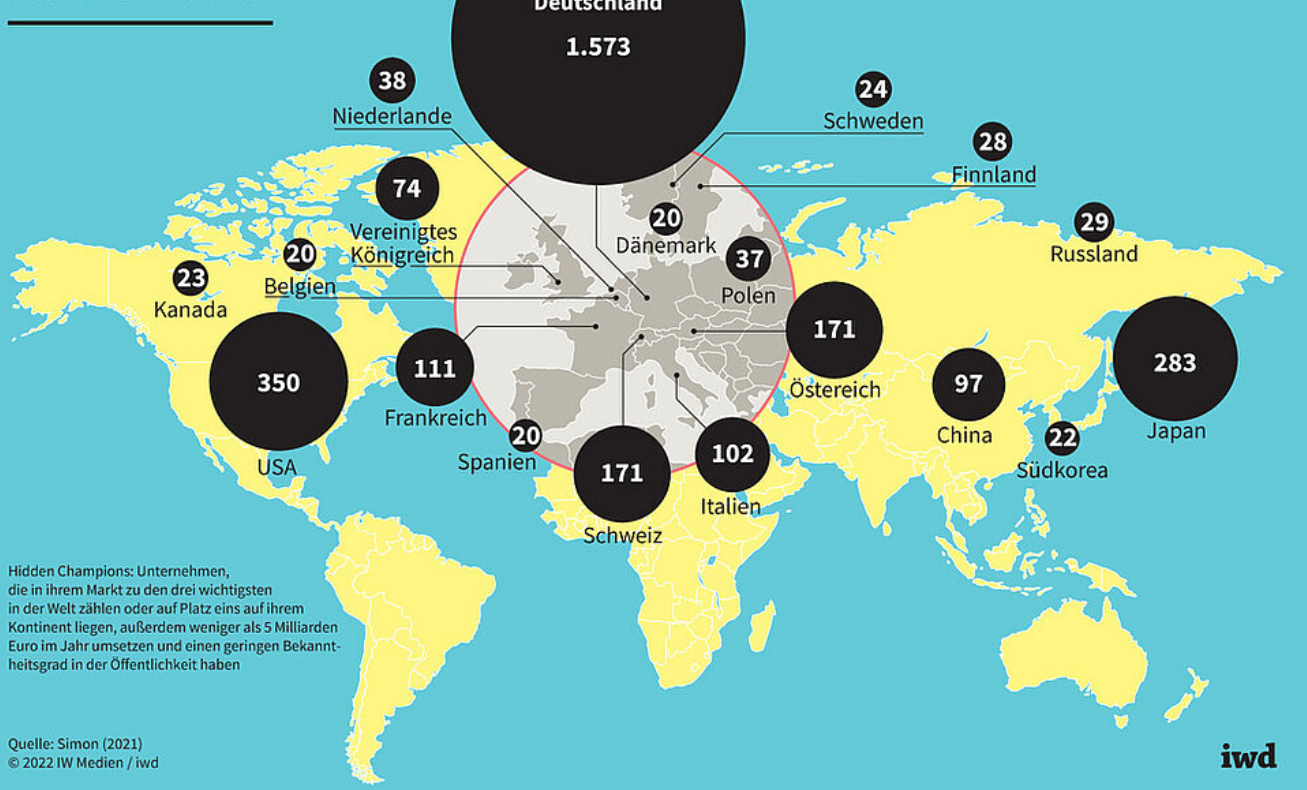 Deutschland
1.573
38
Niederlande
24
Schweden
28
Finnland
74
Vereinigtes
Königreich
20
Dänemark
29
Russland
37
Polen
20
Belgien
23
Kanada
171
Östereich
283
Japan
350
USA
111
Frankreich
97
China
22
Südkorea
20
Spanien
171
Schweiz
102
Italien
Hidden Champions: Unternehmen,
die in ihrem Markt zu den drei wichtigsten
in der Welt zählen oder auf Platz eins auf ihrem
Kontinent liegen, außerdem weniger als 5 Milliarden
Euro im Jahr umsetzen und einen geringen Bekannt-
heitsgrad in der Öffentlichkeit haben
Quelle: Simon (2021)
© 2022 IW Medien / iwd
iwd